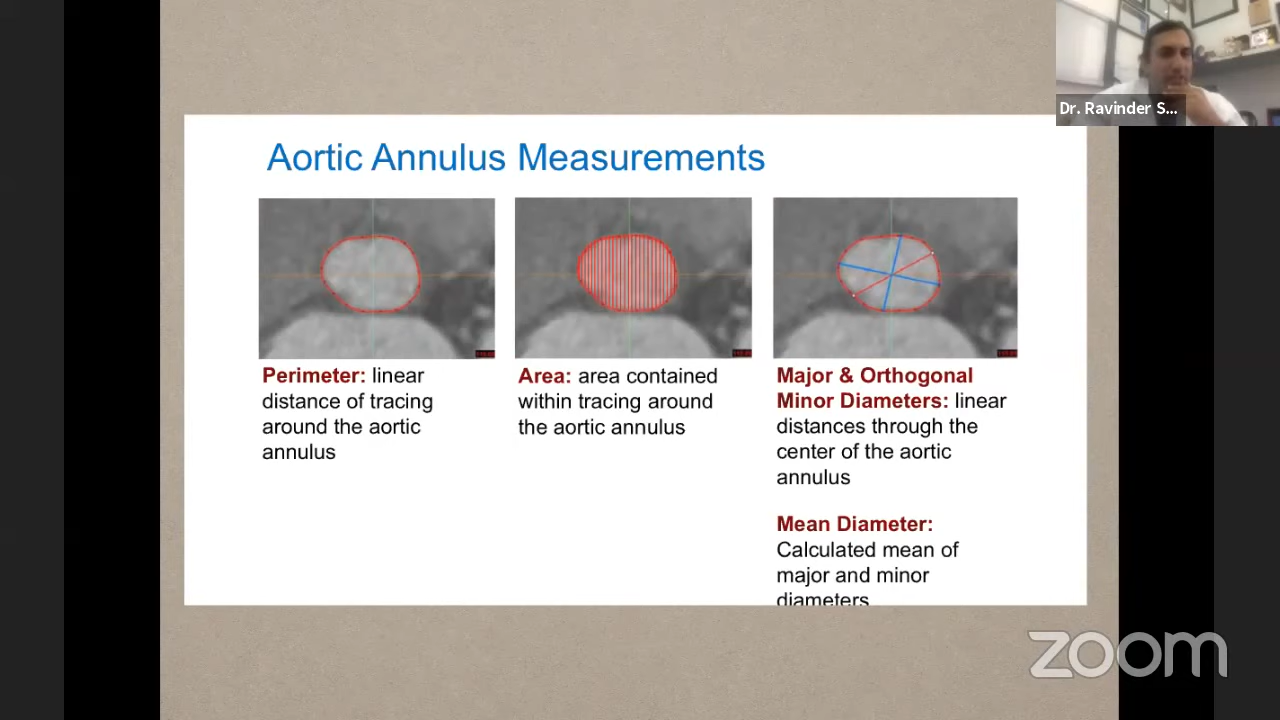 Dr. Ravinder S...
Aortic Annulus Measurements
Perimeter: linear
distance of tracing
around the aortic
annulus
Area: area contained
within tracing around
the aortic annulus
Major & Orthogonal
Minor Diameters: linear
distances through the
center of the aortic
annulus
Mean Diameter:
Calculated mean of
major and minor
diameters
zoom